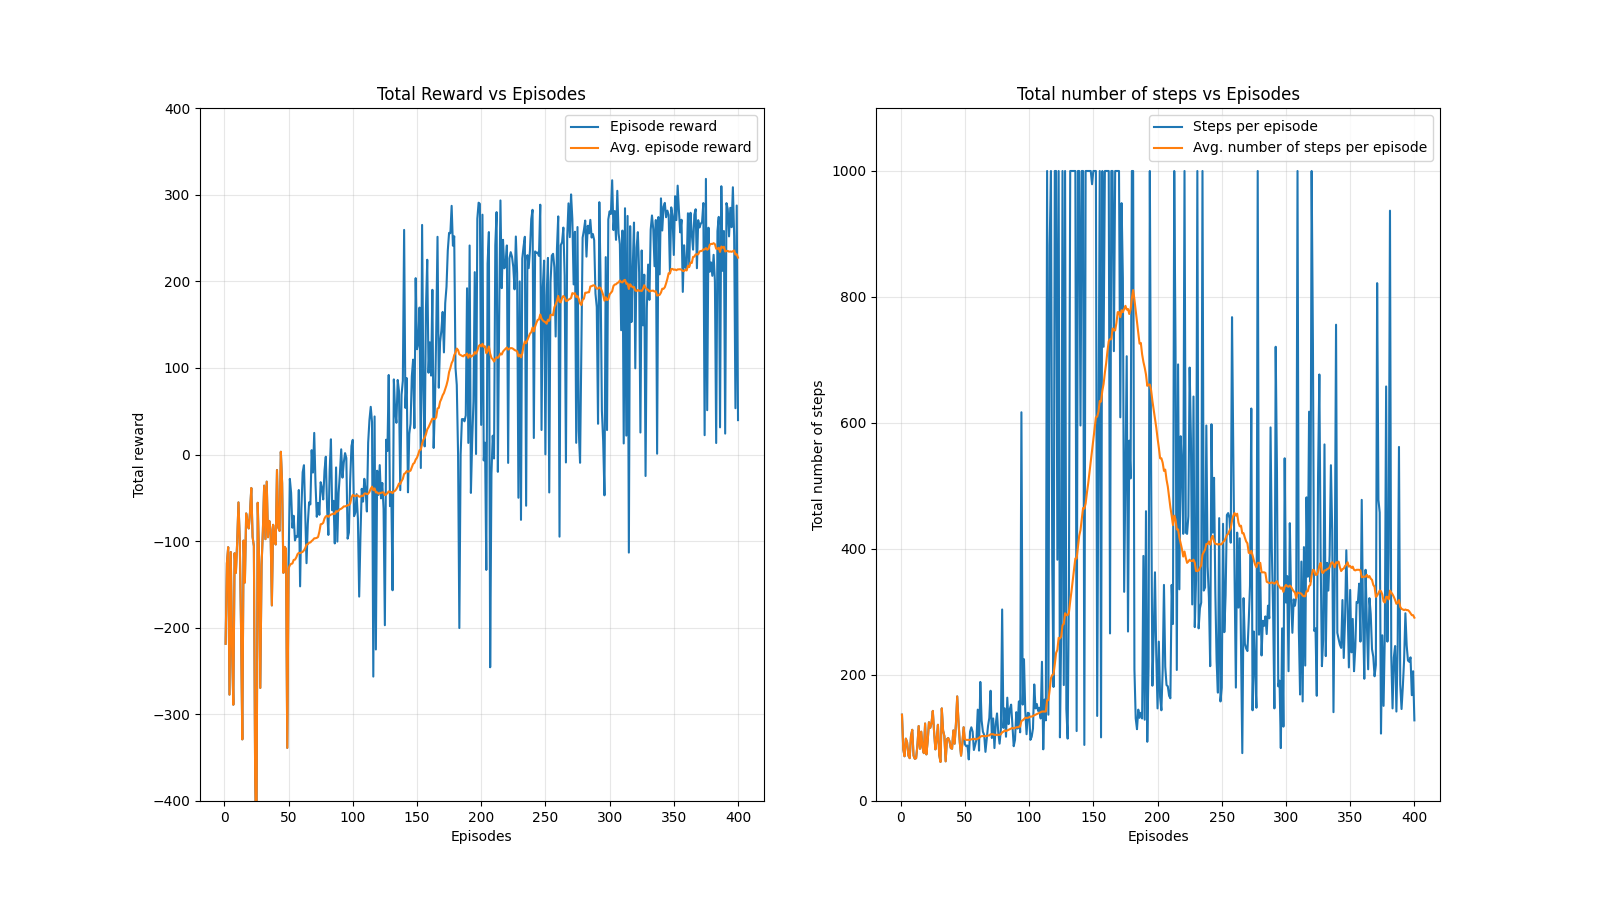 Total Reward vs Episodes
Episode reward
Avg. episode reward
400
300
200
100
0
−100
−200
−300
−400
Total reward
0 50 100 150 200 250 300 350 400
Episodes
Total number of steps vs Episodes
Steps per episode
Avg. number of steps per episode
1000
800
600
400
200
0
Total number of steps
0 50 100 150 200 250 300 350 400
Episodes